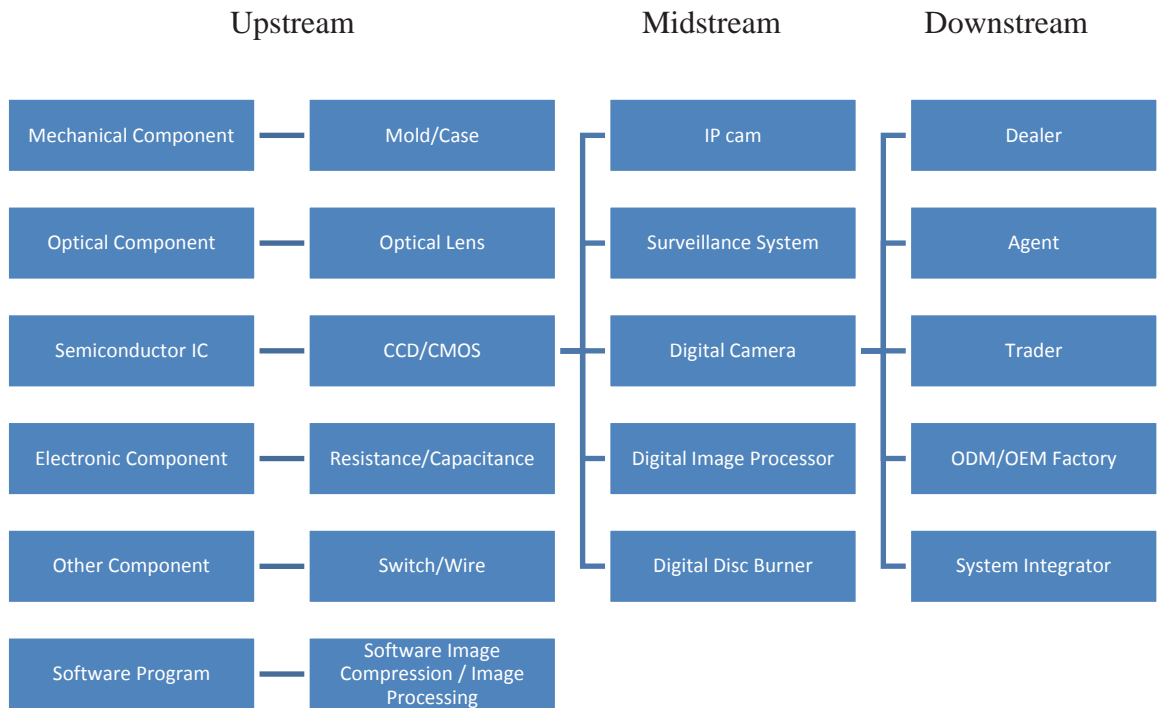 Upstream Midstream Downstream
Mechanical Component Mold/Case IP cam Dealer
Optical Component Optical Lens Surveillance System Agent
Semiconductor IC CCD/CMOS Digital Camera Trader
Electronic Component Resistance/Capacitance Digital Image Processor ODM/OEM Factory
Other Component Switch/Wire Digital Disc Burner System Integrator
Software Program
Software Image
Compression / Image
Processing